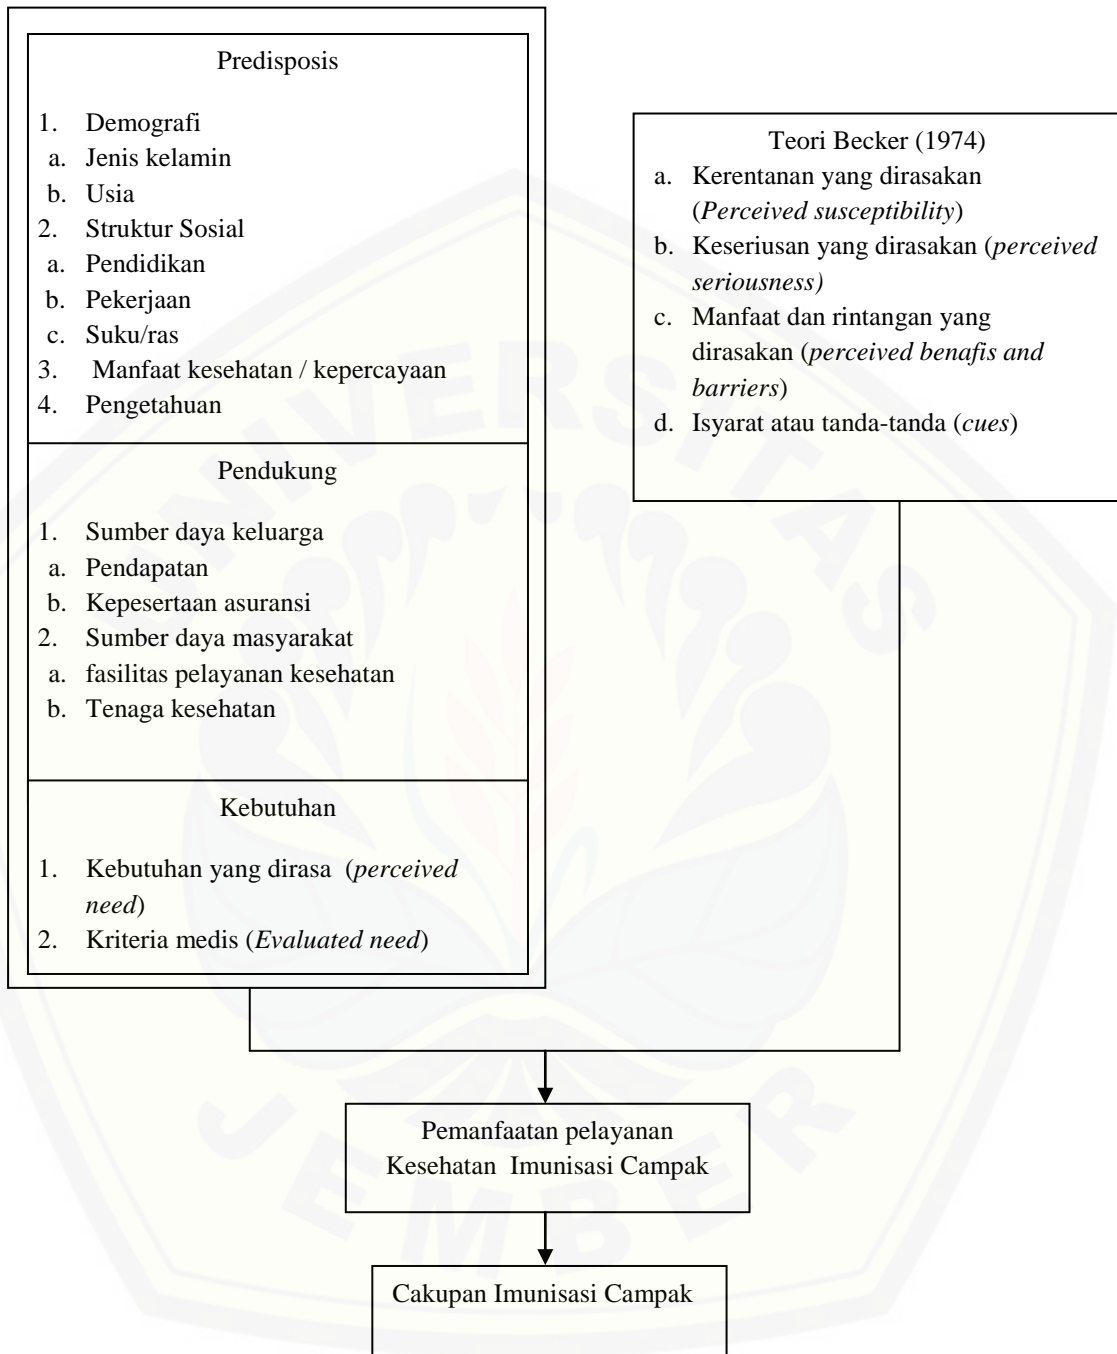 Predisposis
1. Demografi
a. Jenis kelamin
b. Usia
2. Struktur Sosial
a. Pendidikan
b. Pekerjaan
c. Suku/ras
3. Manfaat kesehatan / kepercayaan
4. Pengetahuan
Pendukung
1. Sumber daya keluarga
a. Pendapatan
b. Kepesertaan asuransi
2. Sumber daya masyarakat
a. fasilitas pelayanan kesehatan
b. Tenaga kesehatan
Kebutuhan
1. Kebutuhan yang dirasa (perceived
need)
2. Kriteria medis (Evaluated need)
Teori Becker (1974)
a. Kerentanan yang dirasakan
(Perceived susceptibility)
b. Keseriusan yang dirasakan (perceived
seriousness)
c. Manfaat dan rintangan yang
dirasakan (perceived benafis and
barriers)
d. Isyarat atau tanda-tanda (cues)
Pemanfaatan pelayanan
Kesehatan Imunisasi Campak
Cakupan Imunisasi Campak
UNIVERSITAS
JEMBER